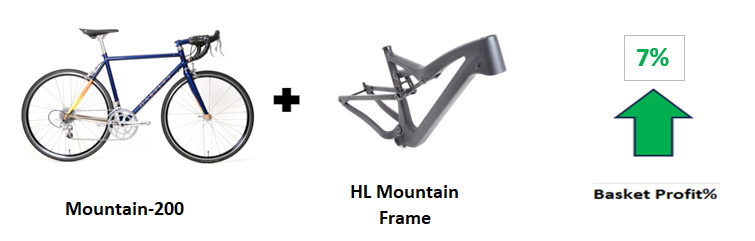 7%
Mountain-200
HL Mountain
Frame
Basket Profit%